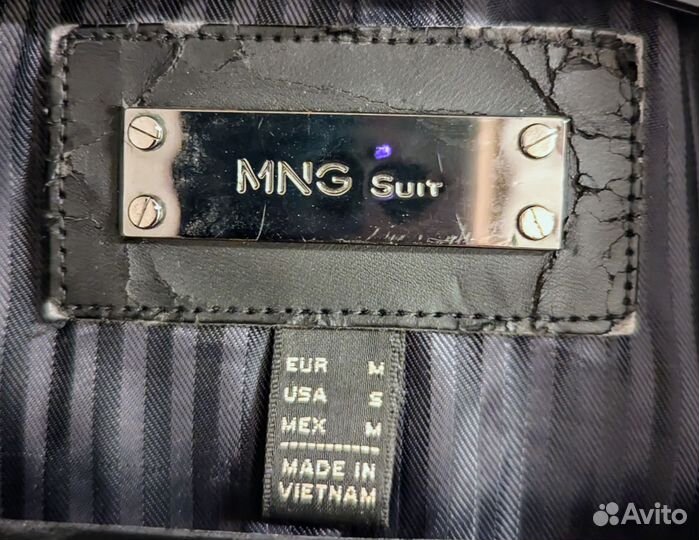 MNG SUIT
EUR M
USA S
MEX M
MADE IN
VIETNAM
Avito